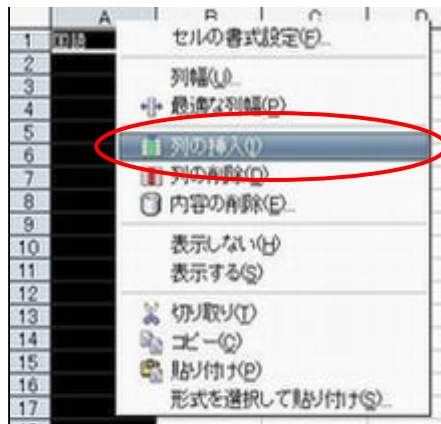 A B C D
1 国語 セルの書式設定(F)...
2
3 列幅(U)...
4 最適な列幅(P)...
5
6 列の挿入(I)
7 列の削除(D)
8 内容の削除(E)...
9
10 表示しない(H)
11 表示する(S)
12
13 切り取り(T)
14 コピー(C)
15 貼り付け(P)
16 形式を選択して貼り付け(S)...
17